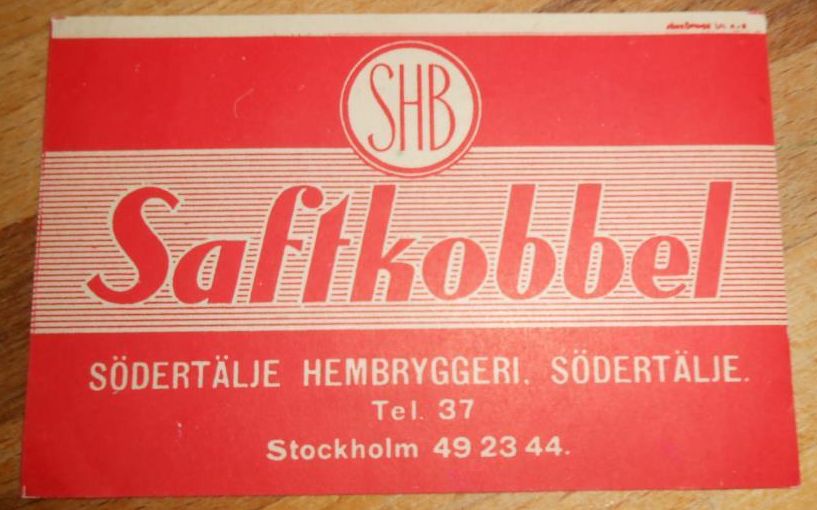 SHB
Saftkobbel
SÖDERTÄLJE HEMBRYGGERI. SÖDERTÄLJE.
Tel. 37
Stockholm 49 23 44.